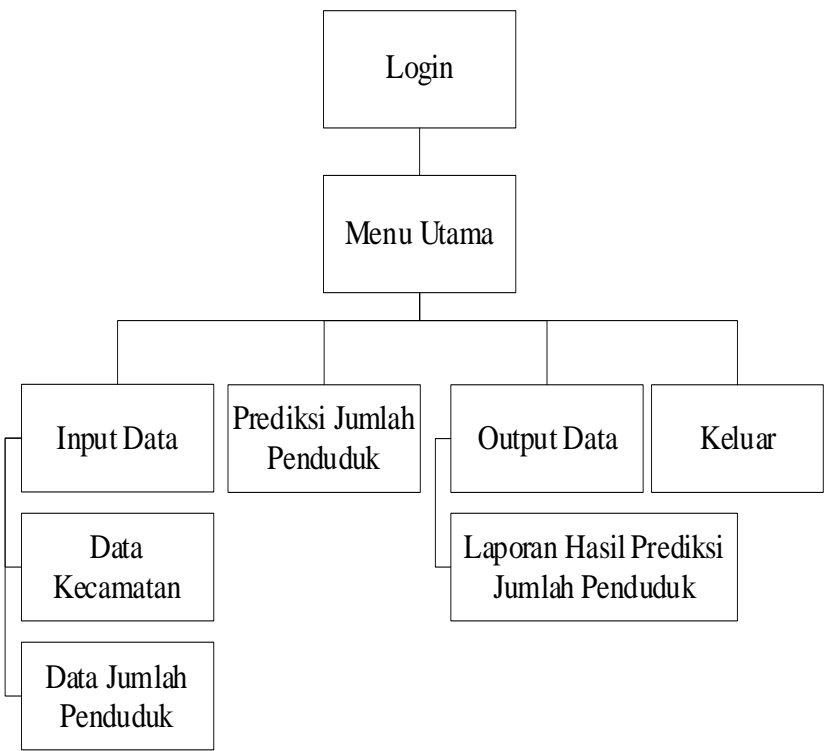 Login
Menu Utama
Input Data
Prediksi Jumlah
Penduduk
Output Data
Keluar
Data
Kecamatan
Laporan Hasil Prediksi
Jumlah Penduduk
Data Jumlah
Penduduk